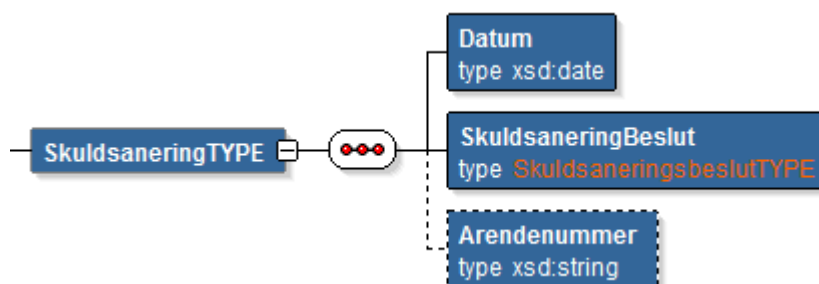 Datum
type xsd:date
SkuldsaneringTYPE
SkuldsaneringBeslut
type SkuldsaneringsbeslutTYPE
Arendenummer
type xsd:string